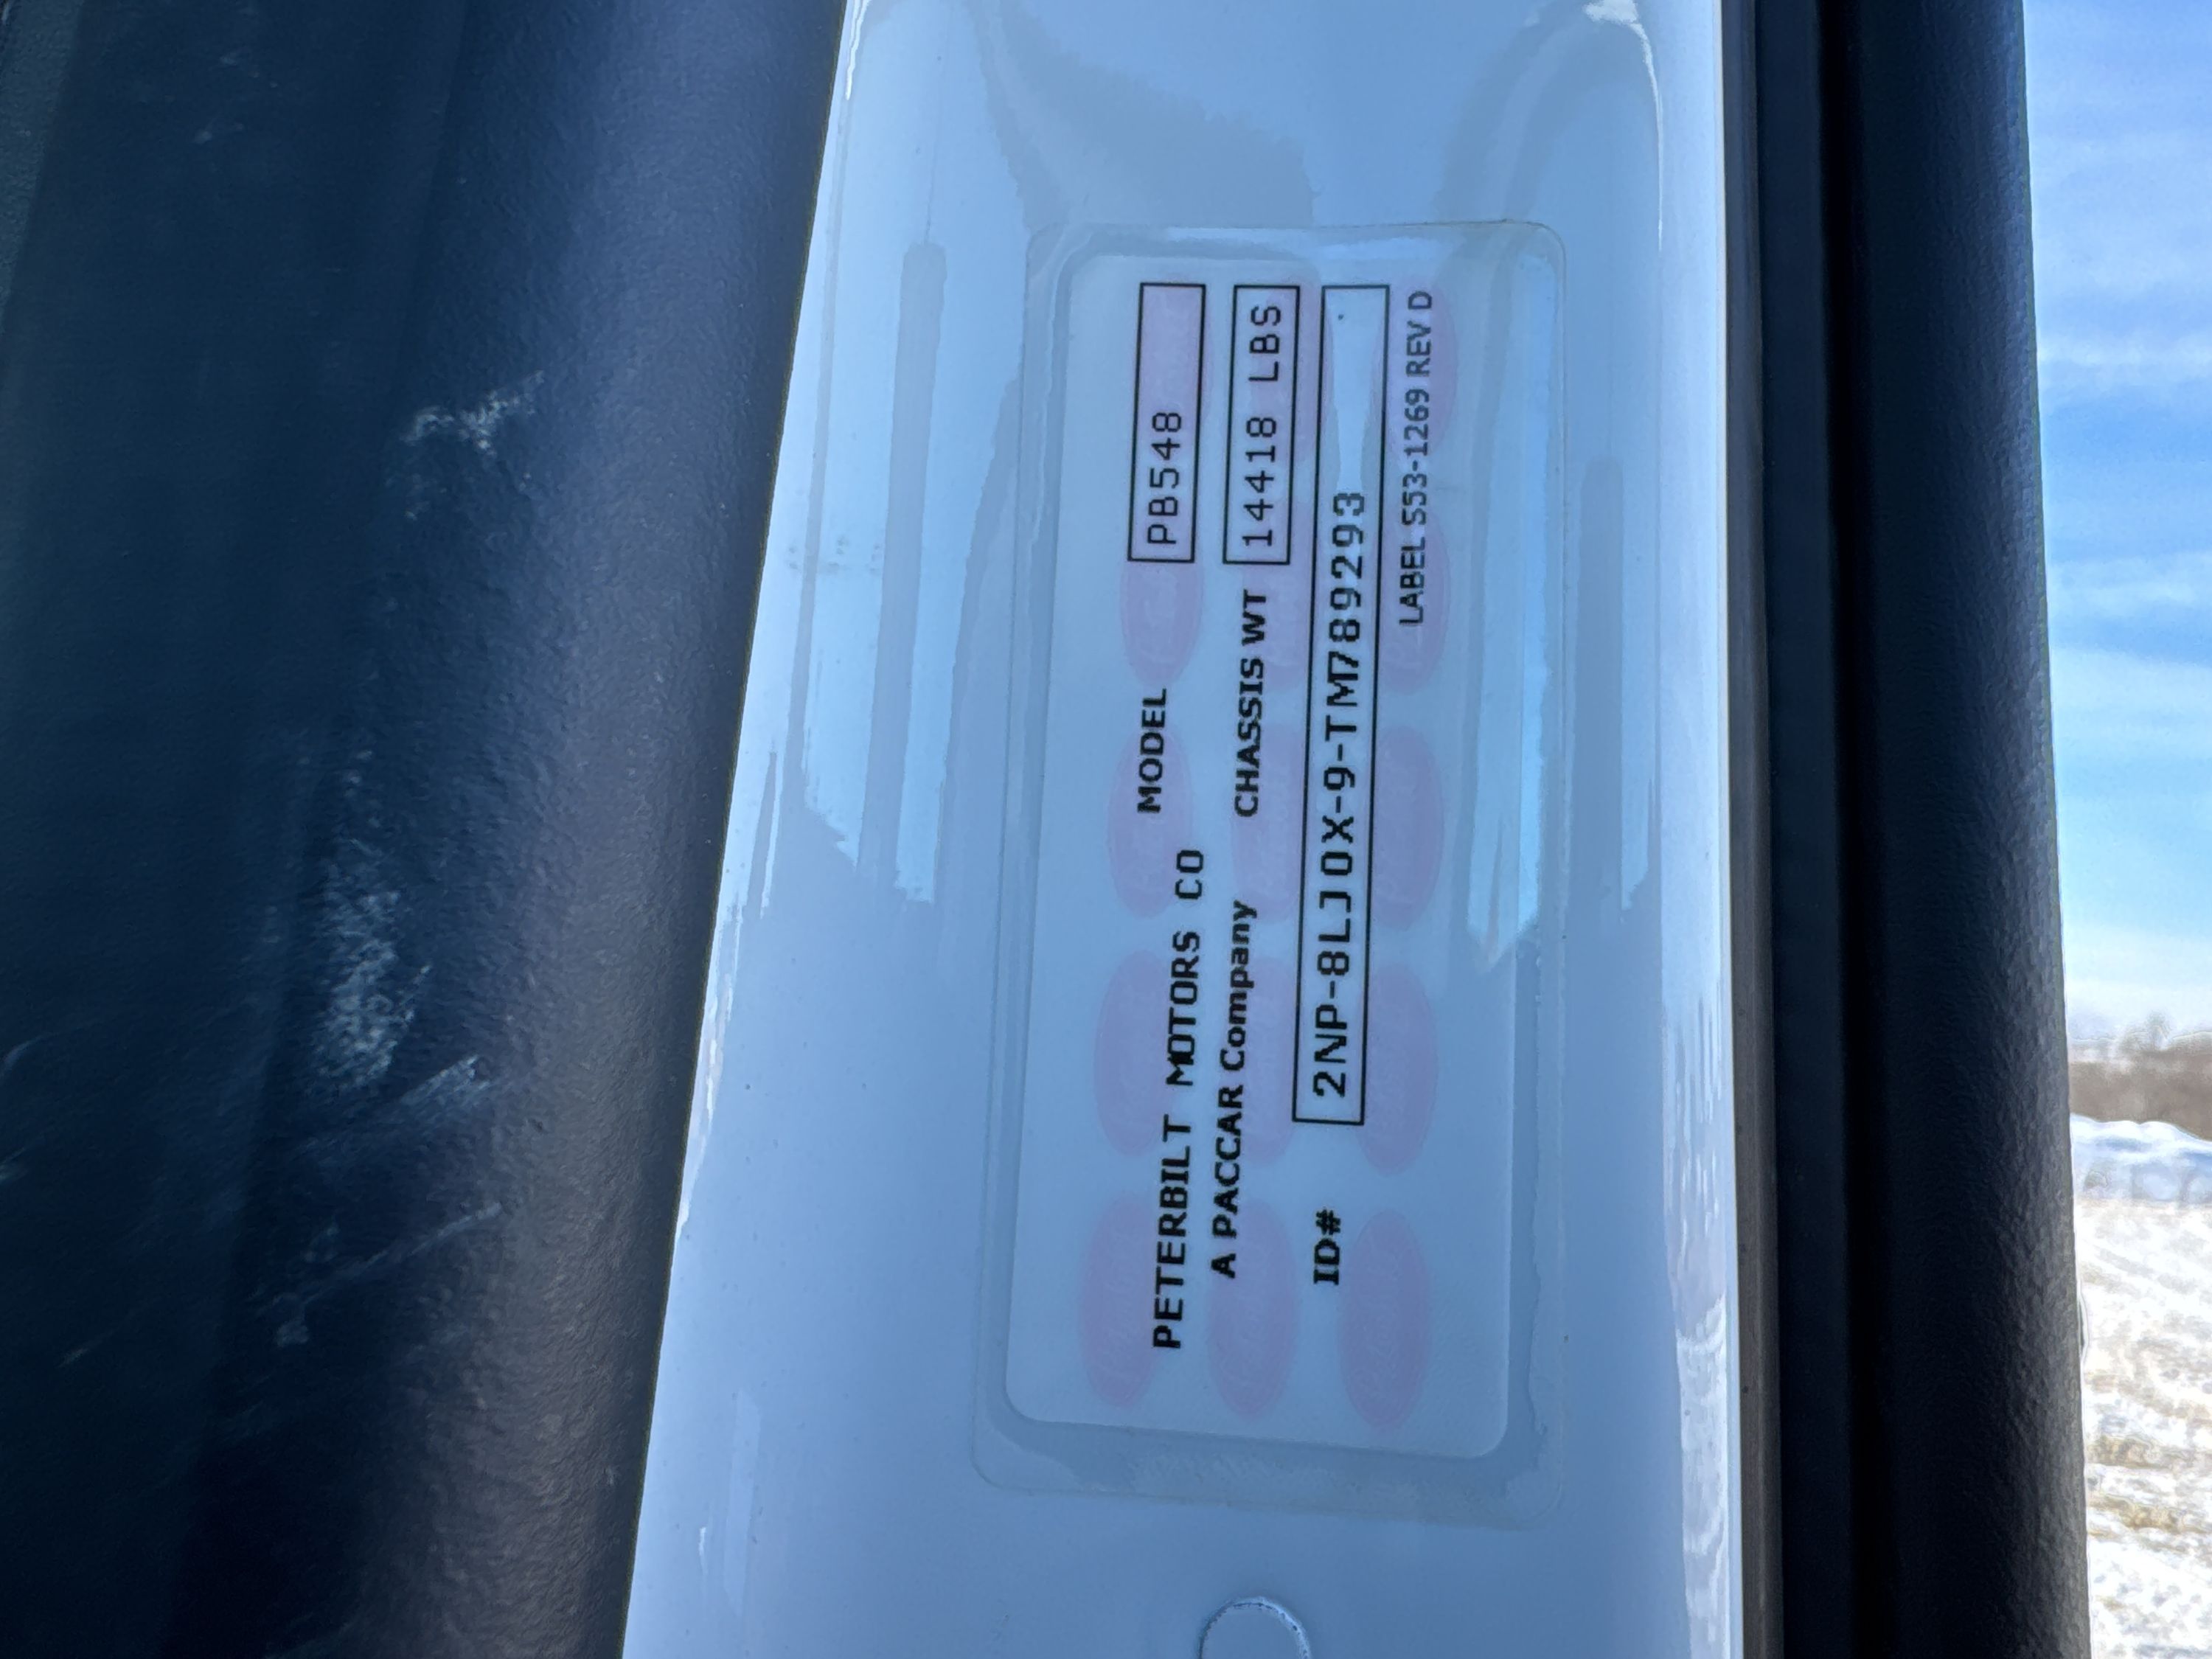 PETERBILT MOTORS CO MODEL PB548
A PACCAR Company CHASSIS WT 14418 LBS
ID# 2NP-8LJ0X-9-TM789293
LABEL S53-1269 REV D